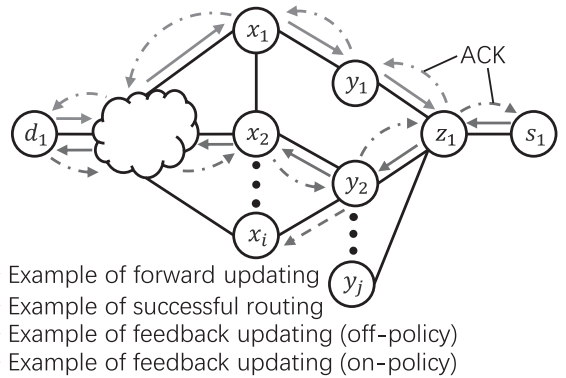 x1
y1
ACK
d1
x2
z1
s1
y2
xi
yj
Example of forward updating
Example of successful routing
Example of feedback updating (off-policy)
Example of feedback updating (on-policy)